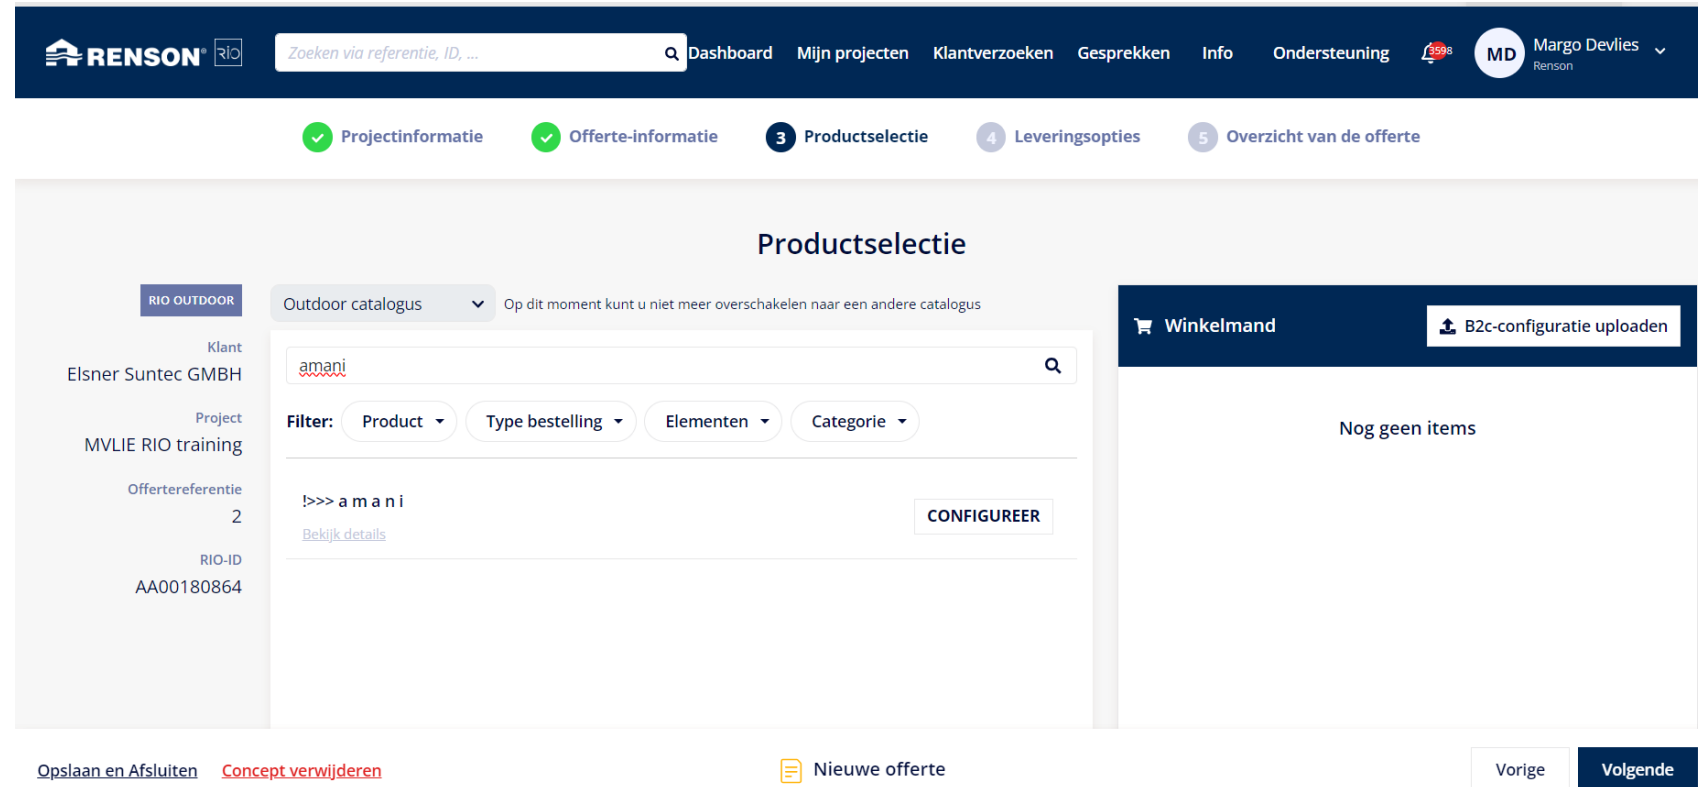 RENSON® RIO
Zoeken via referentie, ID, ...
Dashboard Mijn projecten Klantverzoeken Gesprekken Info Ondersteuning 3598 MD Margo Devlies
Renson
Projectinformatie Offerte-informatie 3 Productselectie 4 Leveringsopties 5 Overzicht van de offerte
Productselectie
RIO OUTDOOR
Klant
Elsner Suntec GMBH
Project
MVLIE RIO training
Offertereferentie
2
RIO-ID
AA00180864
Outdoor catalogus Op dit moment kunt u niet meer overschakelen naar een andere catalogus
amani
Filter: Product Type bestelling Elementen Categorie
!>>> a m a n i
Bekijk details
CONFIGUREER
Winkelmand B2c-configuratie uploaden
Nog geen items
Opslaan en Afsluiten Concept verwijderen Nieuwe offerte Vorige Volgende